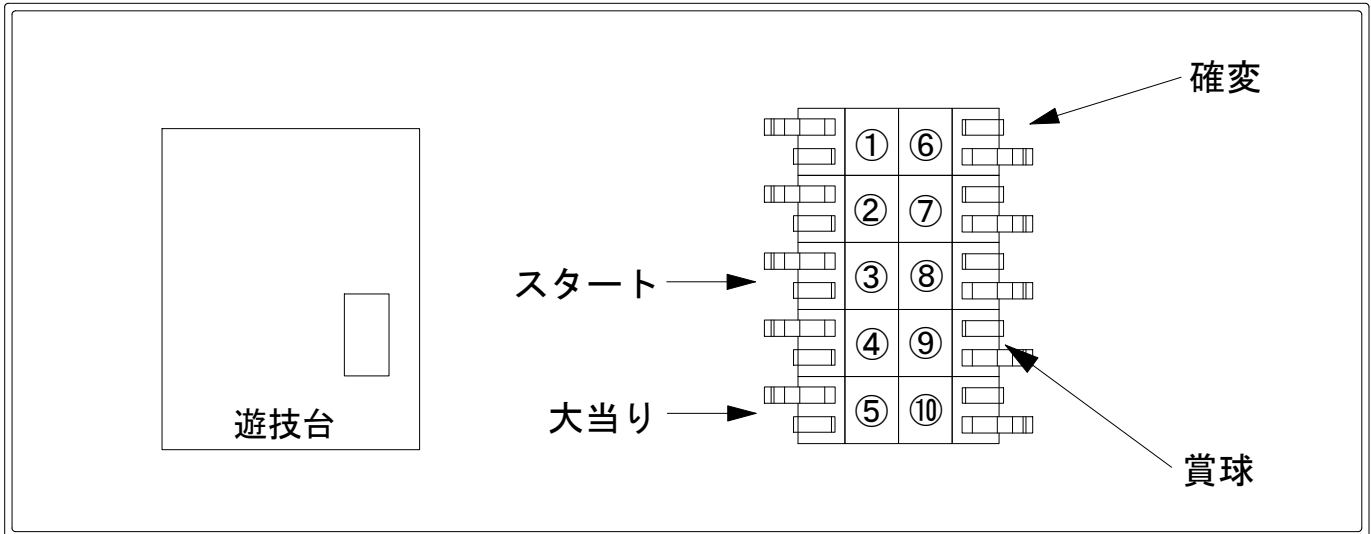 確変
① ⑥
② ⑦
スタート ③ ⑧
④ ⑨
大当り ⑤ ⑩
遊技台
賞球